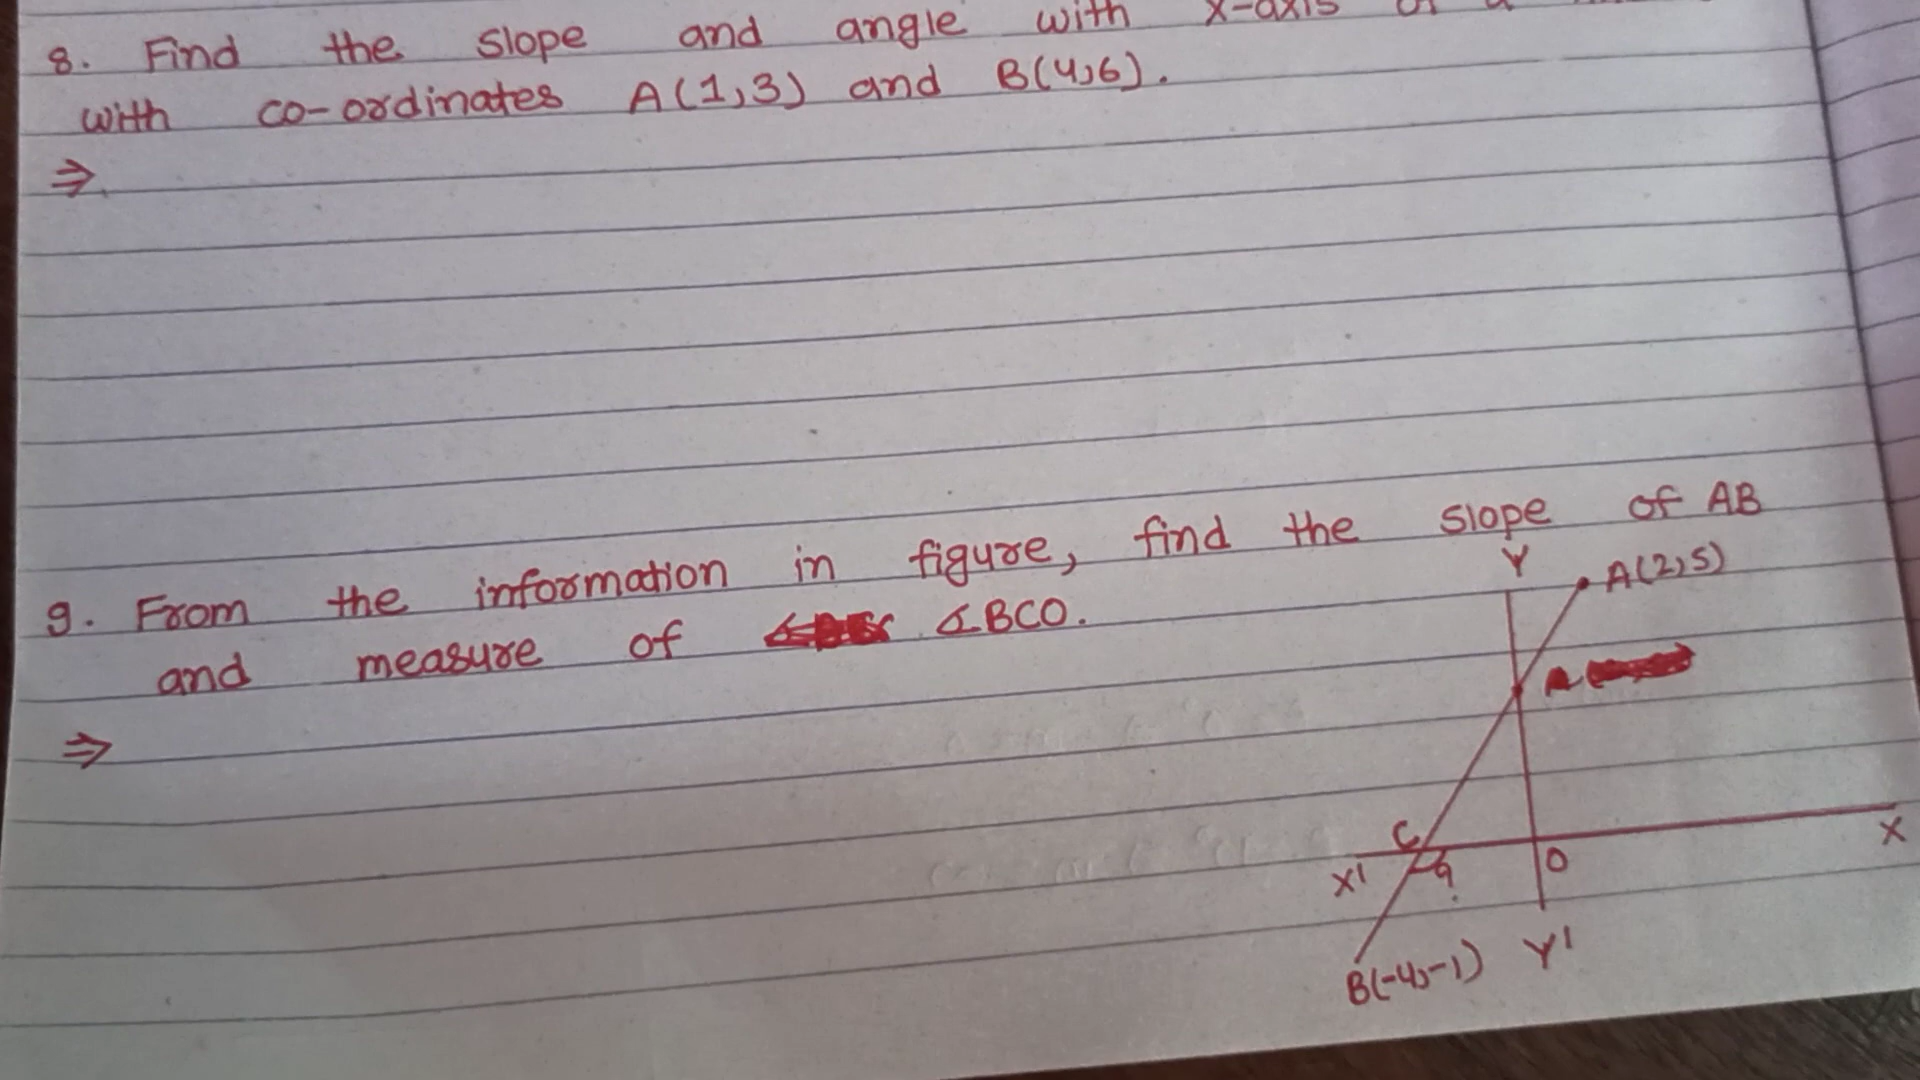 8. Find the slope and angle with x-axis of a
with co-ordinates A(1,3) and B(4,6).
⇒
9. From the information in figure, find the slope of AB
and measure of ∡BCO.
⇒
Y
A(2,5)
A
C
X'
?
O
X
B(-4,-1)
Y'